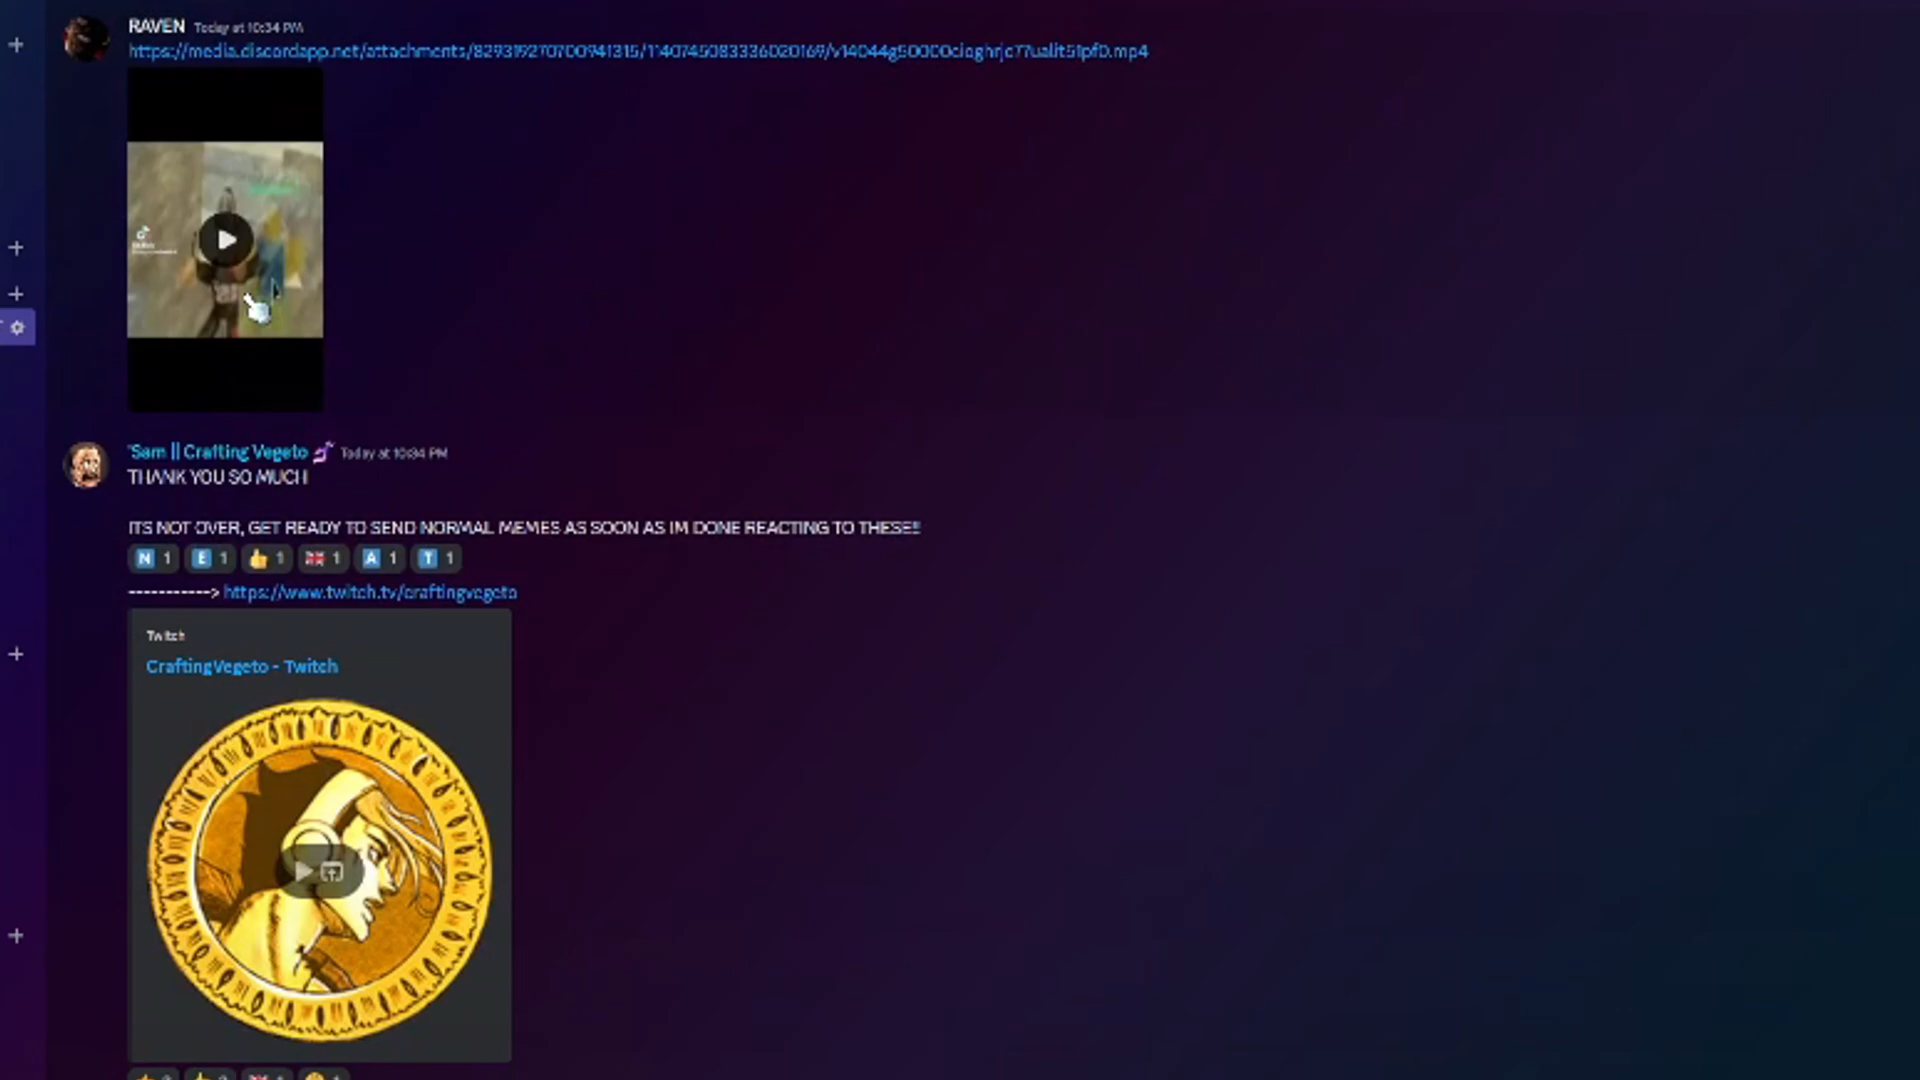 RAVEN Today at 10:34 PM
https://media.discordapp.net/attachments/829319270700941315/1140745083336020169/v14044g50000cioghrjc77ualit51pf0.mp4
'Sam || Crafting Vegeto Today at 10:34 PM
THANK YOU SO MUCH
ITS NOT OVER, GET READY TO SEND NORMAL MEMES AS SOON AS IM DONE REACTING TO THESE!!
N 1 E 1 1 1 A 1 T 1
-----------> https://www.twitch.tv/craftingvegeto
Twitch
CraftingVegeto - Twitch